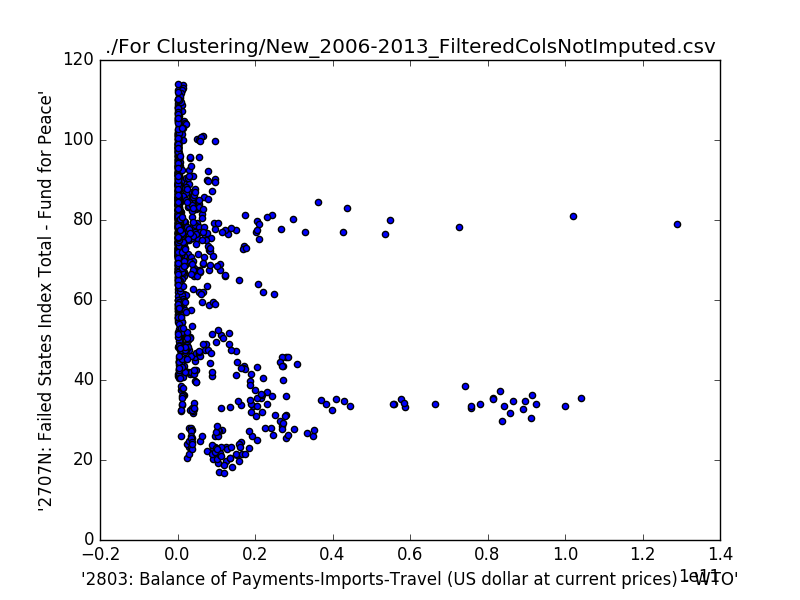 ./For Clustering/New_2006-2013_FilteredColsNotImputed.csv
120
100
80
60
40
20
0
'2707N: Failed States Index Total - Fund for Peace'
−0.2 0.0 0.2 0.4 0.6 0.8 1.0 1.2 1.4
1e11
'2803: Balance of Payments-Imports-Travel (US dollar at current prices) - WTO'